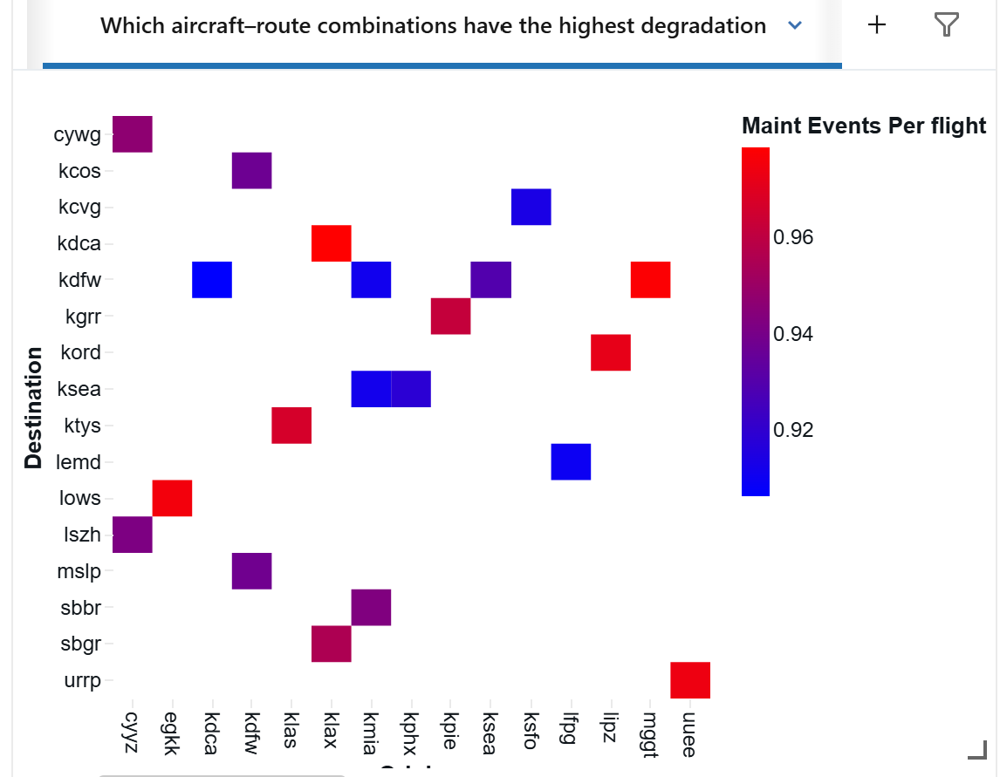 Which aircraft–route combinations have the highest degradation
Maint Events Per flight
0.96
0.94
0.92
Destination
cywg
kcos
kcvg
kdca
kdfw
kgrr
kord
ksea
ktys
lemd
lows
lszh
mslp
sbbr
sbgr
urrp
cyyz
egkk
kdca
kdfw
klas
klax
kmia
kphx
kpie
ksea
ksfo
lfpg
lipz
mggt
uuee